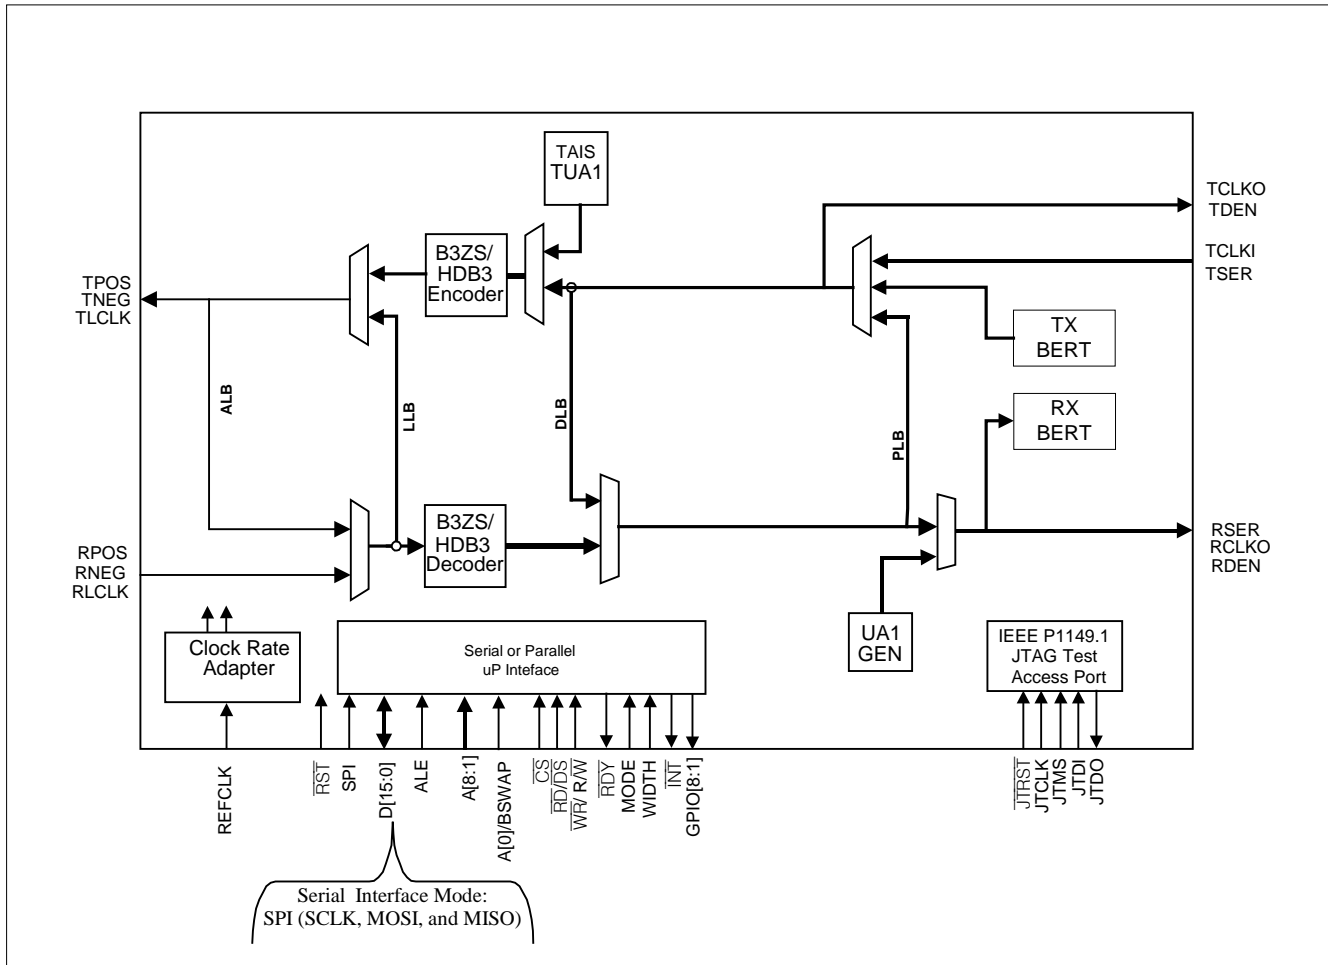 TAIS
TUA1
TCLKO
TDEN
TCLKI
TSER
B3ZS/
HDB3
Encoder
TPOS
TNEG
TLCLK
TX
BERT
ALB
LLB
DLB
PLB
RX
BERT
B3ZS/
HDB3
Decoder
RPOS
RNEG
RLCLK
RSER
RCLKO
RDEN
Clock Rate
Adapter
Serial or Parallel
uP Inteface
UA1
GEN
IEEE P1149.1
JTAG Test
Access Port
REFCLK
RST
SPI
D[15:0]
ALE
A[8:1]
A[0]/BSWAP
CS
RD/DS
WR/ R/W
RDY
MODE
WIDTH
INT
GPIO[8:1]
JTRST
JTCLK
JTMS
JTDI
JTDO
Serial Interface Mode:
SPI (SCLK, MOSI, and MISO)